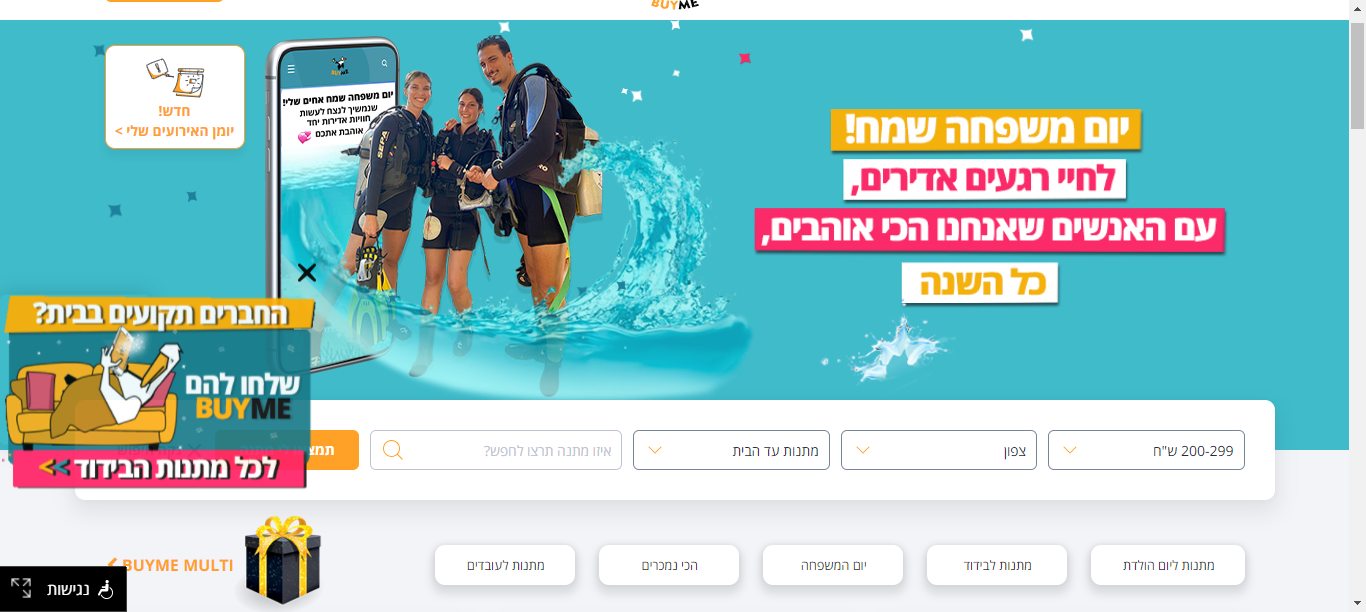 BUYME
חדש!
יומן האירועים שלי >
BUYME
יום משפחה שמח אחים שלי!
שנמשיך לנצח לעשות
חוויות אדירות יחד
אוהבת אתכם
SEPA
יום משפחה שמח!
לחיי רגעים אדירים,
עם האנשים שאנחנו הכי אוהבים,
כל השנה
החברים תקועים בבית?
שלחו להם
BUYME
לכל מתנות הבידוד >>
200-299 ש"ח
צפון
מתנות עד הבית
איזו מתנה תרצו לחפש?
מתנות ליום הולדת
מתנות לבידוד
יום המשפחה
הכי נמכרים
מתנות לעובדים
BUYME MULTI
נגישות